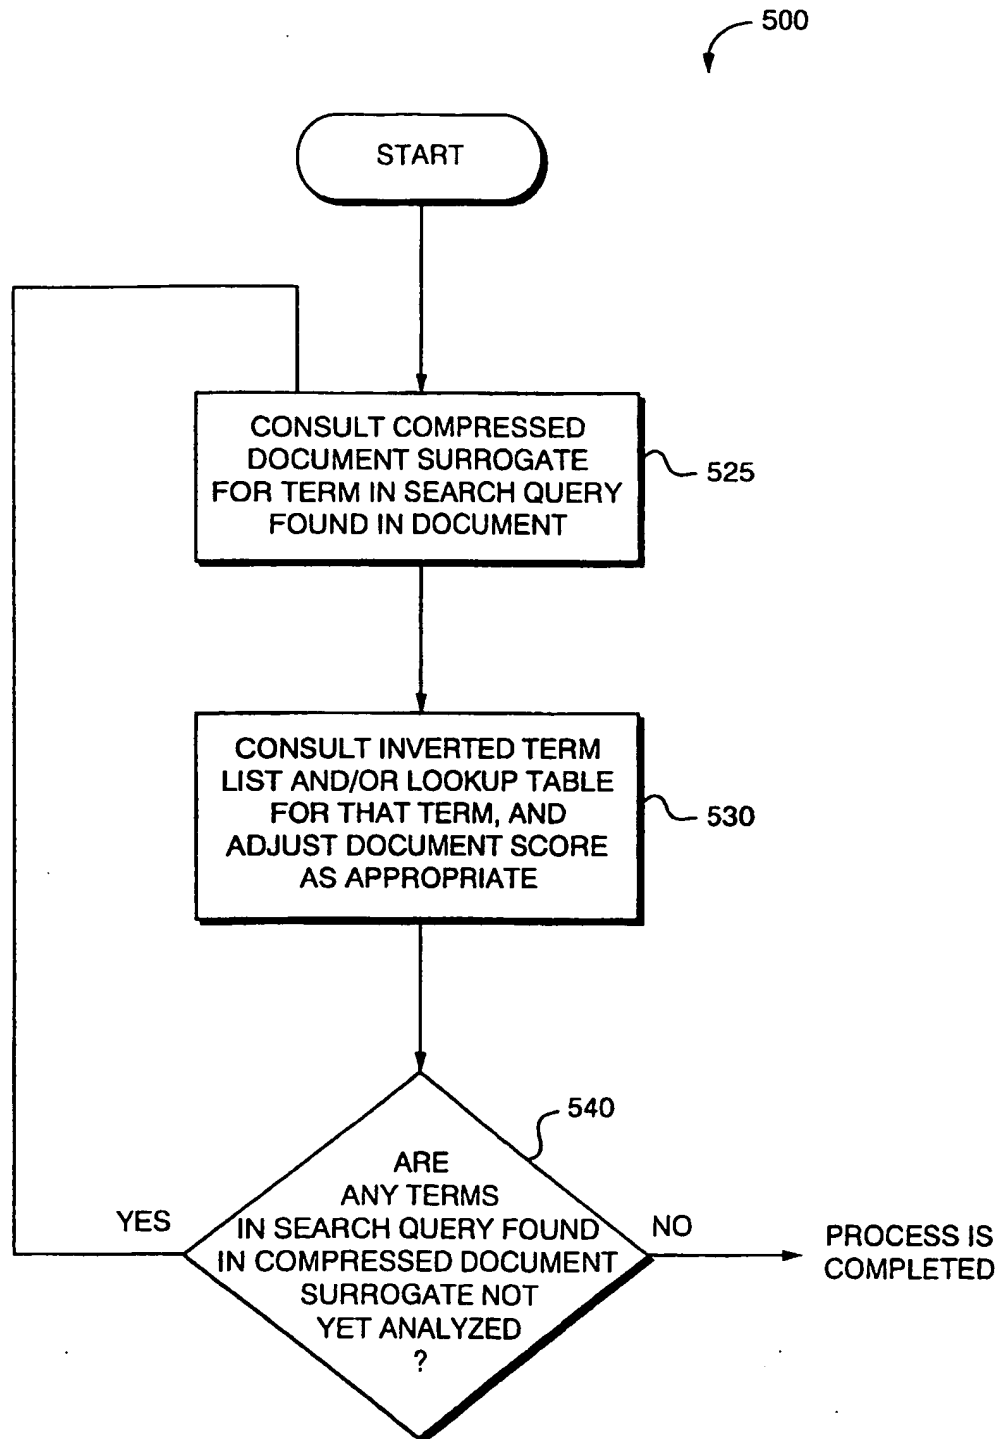 500
START
CONSULT COMPRESSED
DOCUMENT SURROGATE
FOR TERM IN SEARCH QUERY
FOUND IN DOCUMENT
525
CONSULT INVERTED TERM
LIST AND/OR LOOKUP TABLE
FOR THAT TERM, AND
ADJUST DOCUMENT SCORE
AS APPROPRIATE
530
540
ARE
ANY TERMS
IN SEARCH QUERY FOUND
IN COMPRESSED DOCUMENT
SURROGATE NOT
YET ANALYZED
?
YES
NO
PROCESS IS
COMPLETED